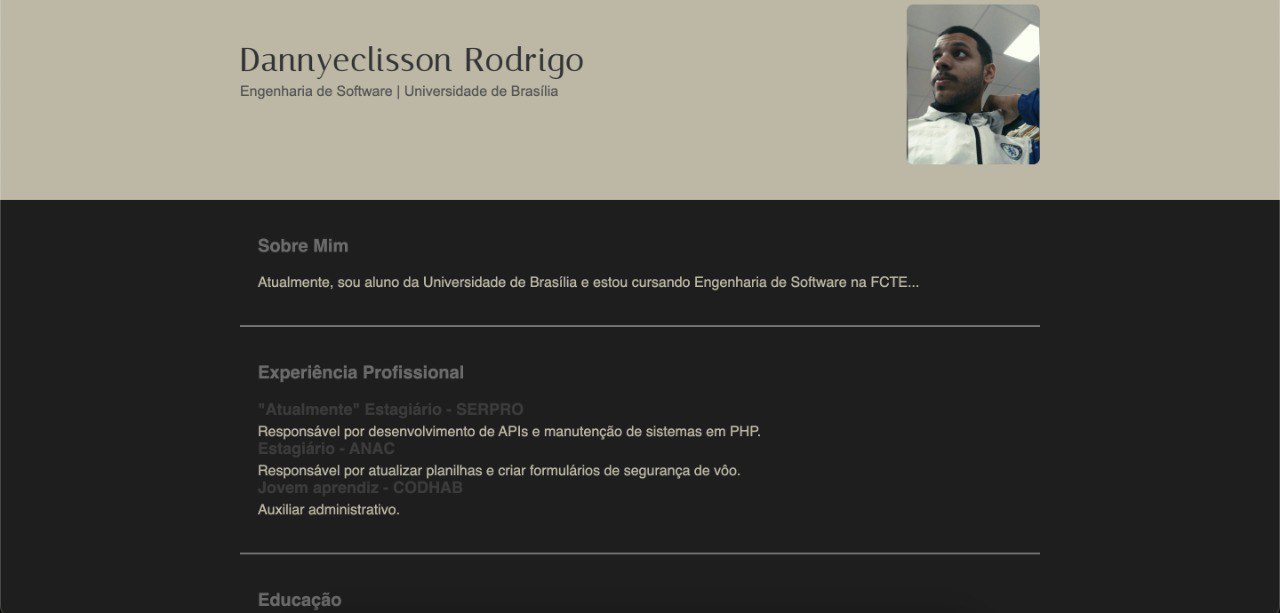 Dannyeclisson Rodrigo
Engenharia de Software | Universidade de Brasília
Sobre Mim
Atualmente, sou aluno da Universidade de Brasília e estou cursando Engenharia de Software na FCTE...
Experiência Profissional
"Atualmente" Estagiário - SERPRO
Responsável por desenvolvimento de APIs e manutenção de sistemas em PHP.
Estagiário - ANAC
Responsável por atualizar planilhas e criar formulários de segurança de vôo.
Jovem aprendiz - CODHAB
Auxiliar administrativo.
Educação